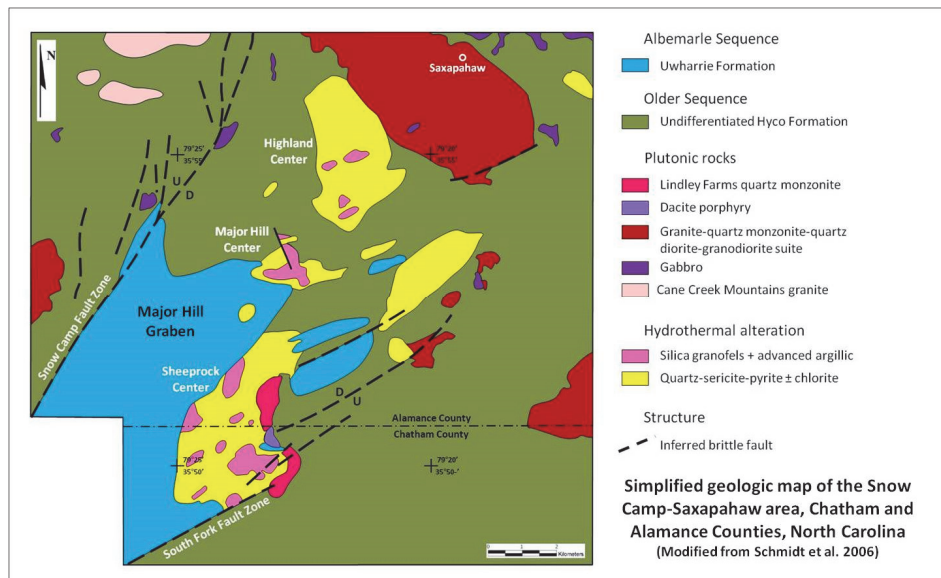 N
Saxapahaw
Highland
Center
79°25'
35°55'
79°20'
35°55'
U
D
Major Hill
Center
Snow Camp Fault Zone
Major Hill
Graben
Sheeprock
Center
D
U
Alamance County
Chatham County
79°25'
35°50'
79°20'
35°50-'
South Fork Fault Zone
0 1 2
Kilometers
Albemarle Sequence
Uwharrie Formation
Older Sequence
Undifferentiated Hyco Formation
Plutonic rocks
Lindley Farms quartz monzonite
Dacite porphyry
Granite-quartz monzonite-quartz
diorite-granodiorite suite
Gabbro
Cane Creek Mountains granite
Hydrothermal alteration
Silica granofels + advanced argillic
Quartz-sericite-pyrite ± chlorite
Structure
Inferred brittle fault
Simplified geologic map of the Snow
Camp-Saxapahaw area, Chatham and
Alamance Counties, North Carolina
(Modified from Schmidt et al. 2006)